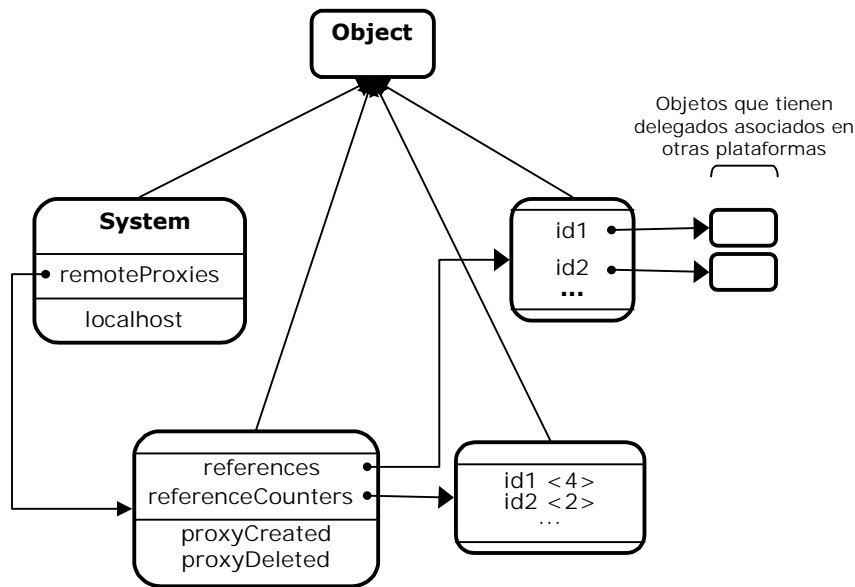 Object
Objetos que tienen
delegados asociados en
otras plataformas
System
remoteProxies
localhost
id1
id2
...
references
referenceCounters
proxyCreated
proxyDeleted
id1 <4>
id2 <2>
...